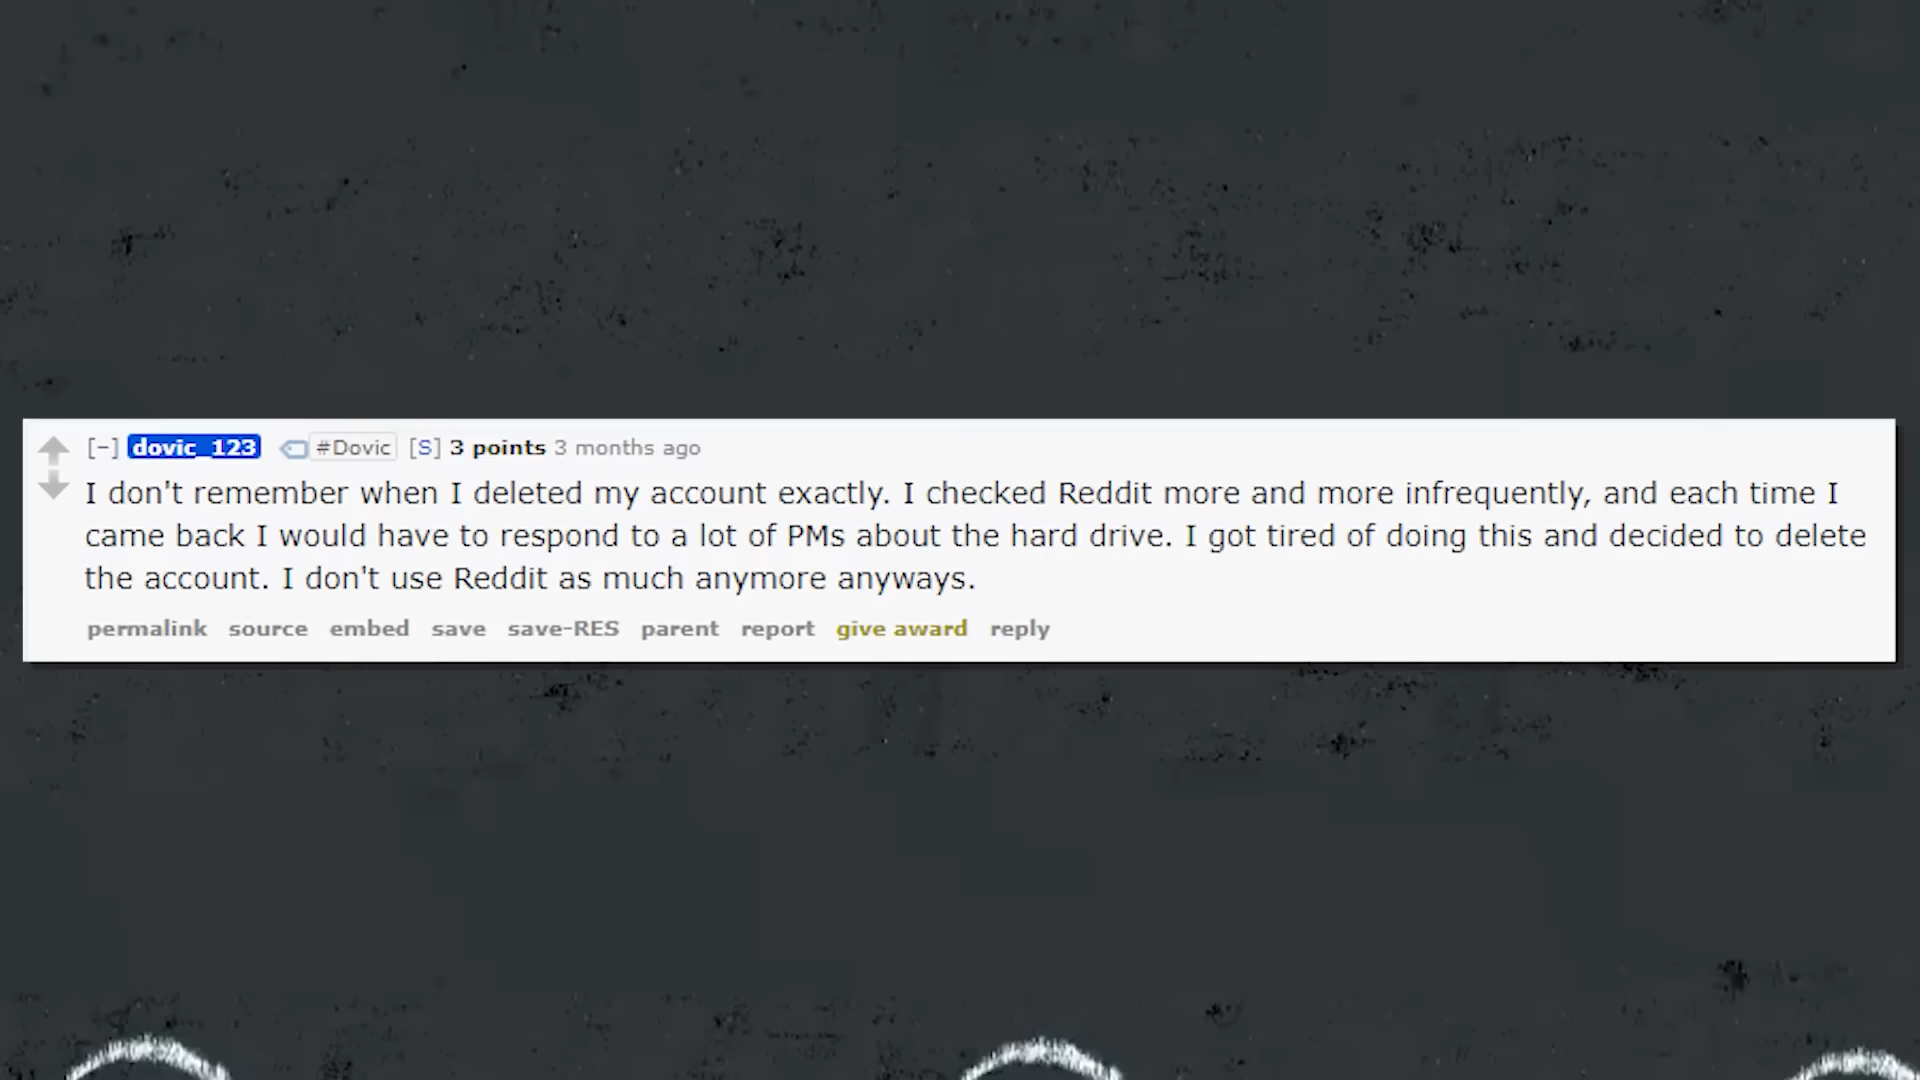 [-] dovic_123 #Dovic [S] 3 points 3 months ago
I don't remember when I deleted my account exactly. I checked Reddit more and more infrequently, and each time I
came back I would have to respond to a lot of PMs about the hard drive. I got tired of doing this and decided to delete
the account. I don't use Reddit as much anymore anyways.
permalink source embed save save-RES parent report give award reply